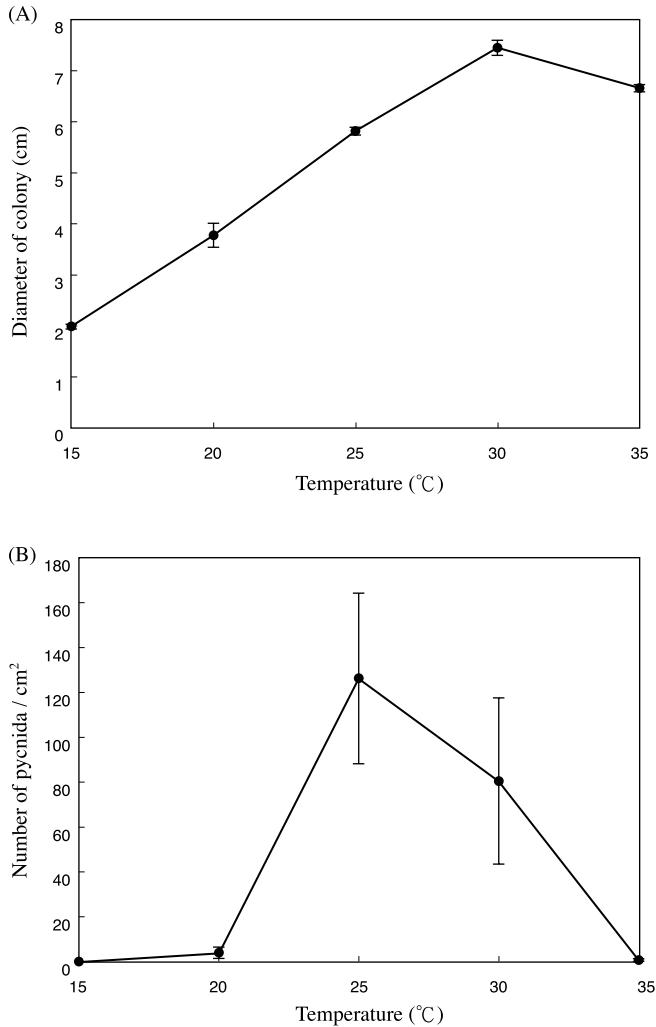 (A)
8
7
6
5
4
3
2
1
0
Diameter of colony (cm)
15 20 25 30 35
Temperature (℃)
(B)
180
160
140
120
100
80
60
40
20
0
Number of pycnida / cm²
15 20 25 30 35
Temperature (℃)